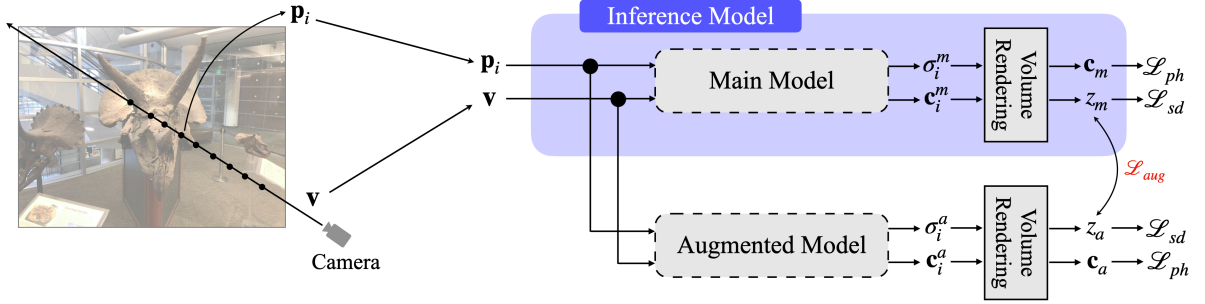 Inference Model
p_i
p_i
v
Main Model
σ_i^m
c_i^m
Volume Rendering
c_m
ℒ_ph
z_m
ℒ_sd
ℒ_aug
v
Camera
Augmented Model
σ_i^a
c_i^a
Volume Rendering
z_a
ℒ_sd
c_a
ℒ_ph